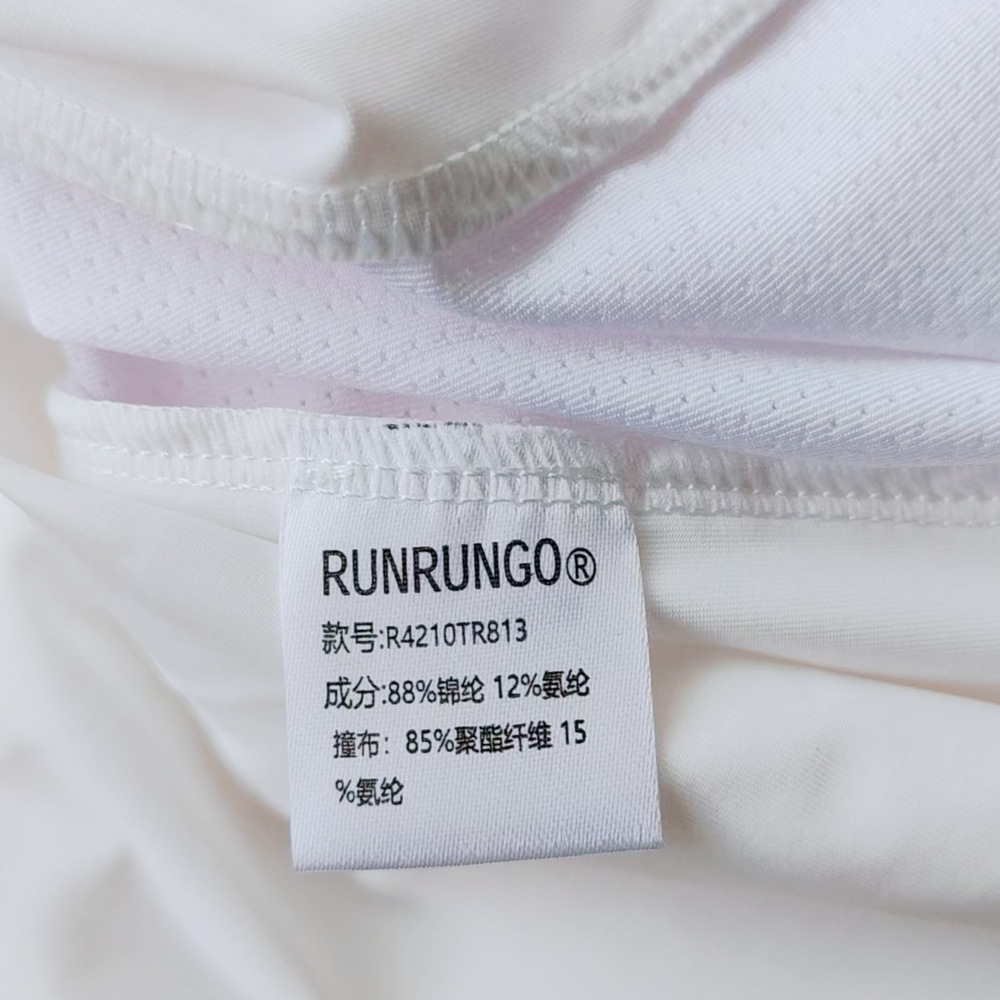 RUNRUNGO®
款号:R4210TR813
成分:88%锦纶 12%氨纶
撞布：85%聚酯纤维 15
%氨纶